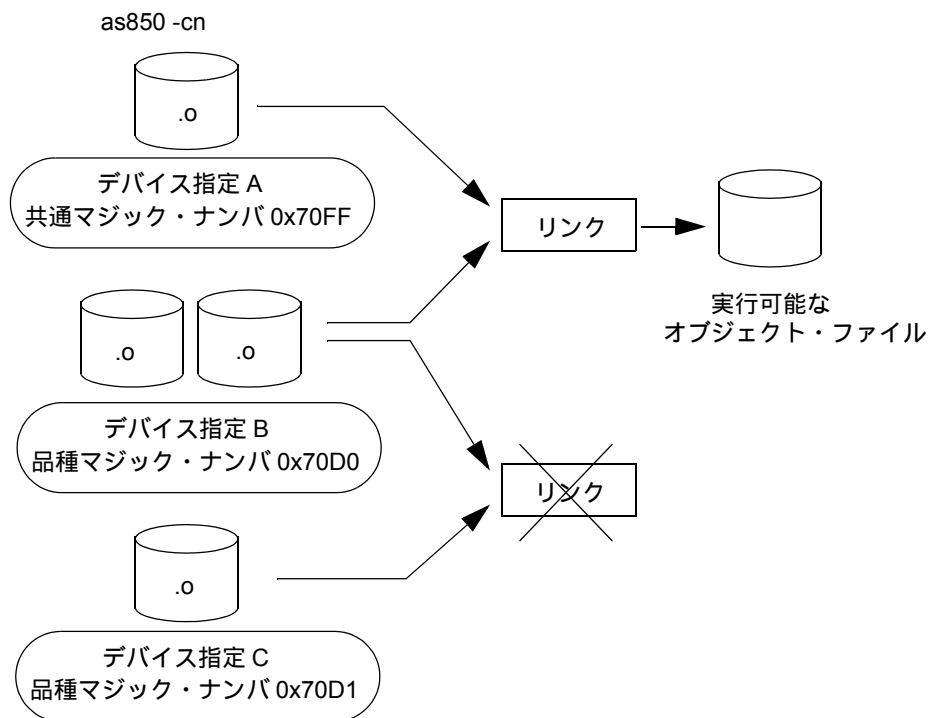 as850 -cn
.o
デバイス指定 A
共通マジック・ナンバ 0x70FF
リンク
実行可能な
オブジェクト・ファイル
.o
.o
デバイス指定 B
品種マジック・ナンバ 0x70D0
リンク
.o
デバイス指定 C
品種マジック・ナンバ 0x70D1